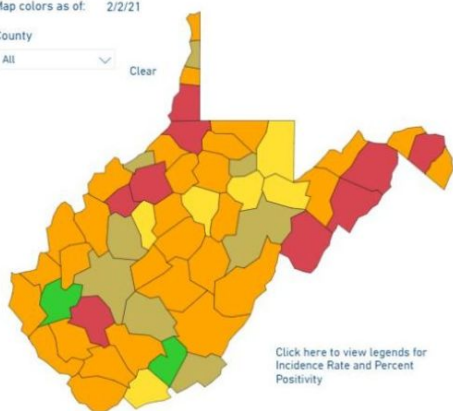 Map colors as of: 2/2/21
County
All
Clear
Click here to view legends for
Incidence Rate and Percent
Positivity